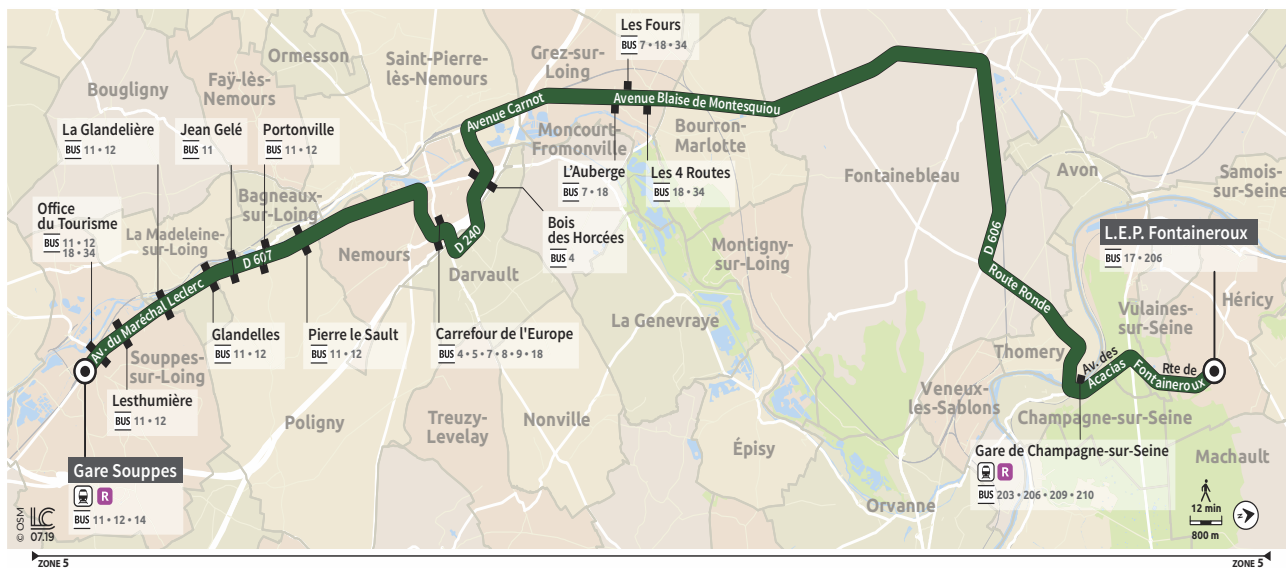 Les Fours
BUS 7 • 18 • 34
Ormesson
Saint-Pierre-
lès-Nemours
Grez-sur-
Loing
Bougligny
Faÿ-lès-
Nemours
Avenue Carnot
Avenue Blaise de Montesquiou
La Glandelière
BUS 11 • 12
Jean Gelé
BUS 11
Portonville
BUS 11 • 12
Moncourt-
Fromonville
Bourron-
Marlotte
L'Auberge
BUS 7 • 18
Les 4 Routes
BUS 18 • 34
Fontainebleau
Avon
Samois-
sur-Seine
Office
du Tourisme
BUS 11 • 12
18 • 34
Bagneaux-
sur-Loing
La Madeleine-
sur-Loing
Bois
des Horcées
BUS 4
D 607
Nemours
D 240
Darvault
Montigny-
sur-Loing
D 606
L.E.P. Fontaineroux
BUS 17 • 206
Route Ronde
Av. du Maréchal Leclerc
Vulaines-
sur-Seine
Héricy
Glandelles
BUS 11 • 12
Pierre le Sault
BUS 11 • 12
Carrefour de l'Europe
BUS 4 • 5 • 7 • 8 • 9 • 18
La Genevraye
Souppes-
sur-Loing
Thomery
Av. des
Acacias
Rte de
Fontaineroux
Lesthumière
BUS 11 • 12
Poligny
Treuzy-
Levelay
Nonville
Veneux-
les-Sablons
Champagne-sur-Seine
Épisy
Gare de Champagne-sur-Seine
R
BUS 203 • 206 • 209 • 210
Machault
Gare Souppes
R
BUS 11 • 12 • 14
Orvanne
© OSM
LC
07.19
12 min
800 m
N
ZONE 5
ZONE 5